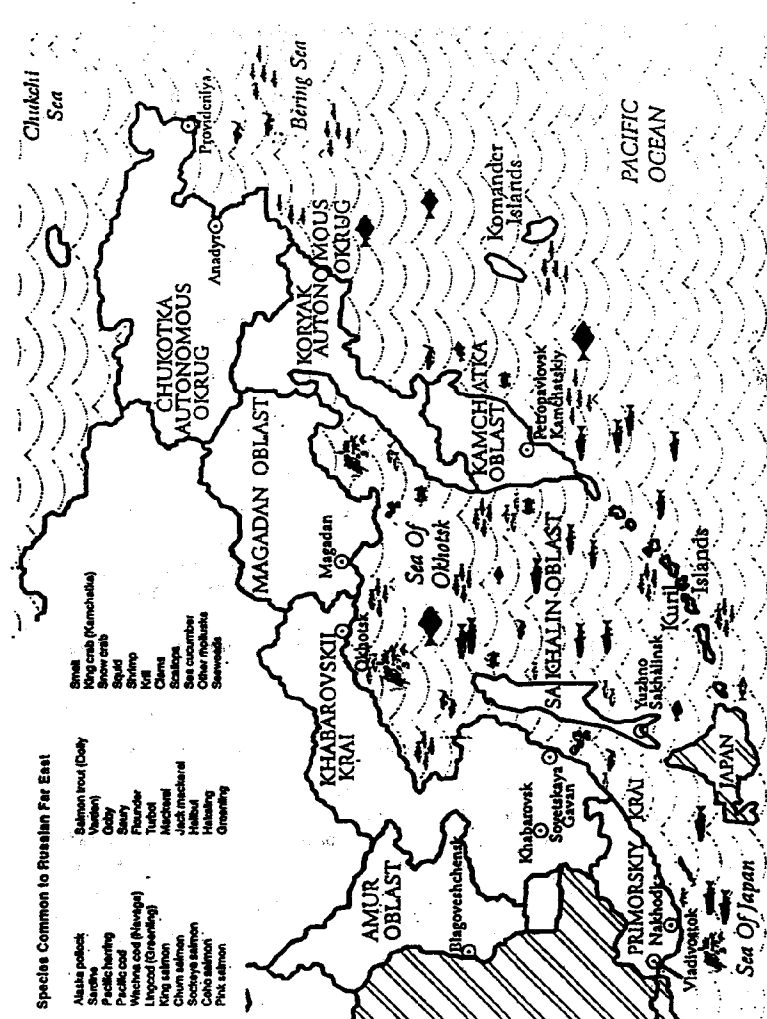 Species Common to Russian Far East
Alaska pollock
Sardine
Pacific herring
Pacific cod
Wachna cod (Navaga)
Lingcod (Greenling)
King salmon
Chum salmon
Sockeye salmon
Coho salmon
Pink salmon
Salmon trout (Dolly
Varden)
Goby
Saury
Flounder
Turbot
Mackerel
Jack mackerel
Halibut
Greenling
Smelt
King crab (Kamchatka)
Snow crab
Squid
Shrimp
Krill
Clams
Scallops
Sea cucumber
Other mollusks
Seaweeds
Chukchi
Sea
Provideniya
Bering Sea
Anadyr
CHUKOTKA
AUTONOMOUS
OKRUG
KORYAK
AUTONOMOUS
OKRUG
Komander
Islands
PACIFIC
OCEAN
MAGADAN OBLAST
Magadan
KAMCHATKA
OBLAST
Petropavlovsk
Kamchatskiy
Sea Of
Okhotsk
KHABAROVSKIJ
KRAI
Okhotsk
SAKHALIN OBLAST
Kuril
Islands
Yuzano
Sakhalinak
AMUR
OBLAST
Blagoveshchensk
Khabarovsk
Sovetskaya
Gavan
PRIMORSKIY KRAI
Nakhodka
Vladivostok
JAPAN
Sea Of Japan